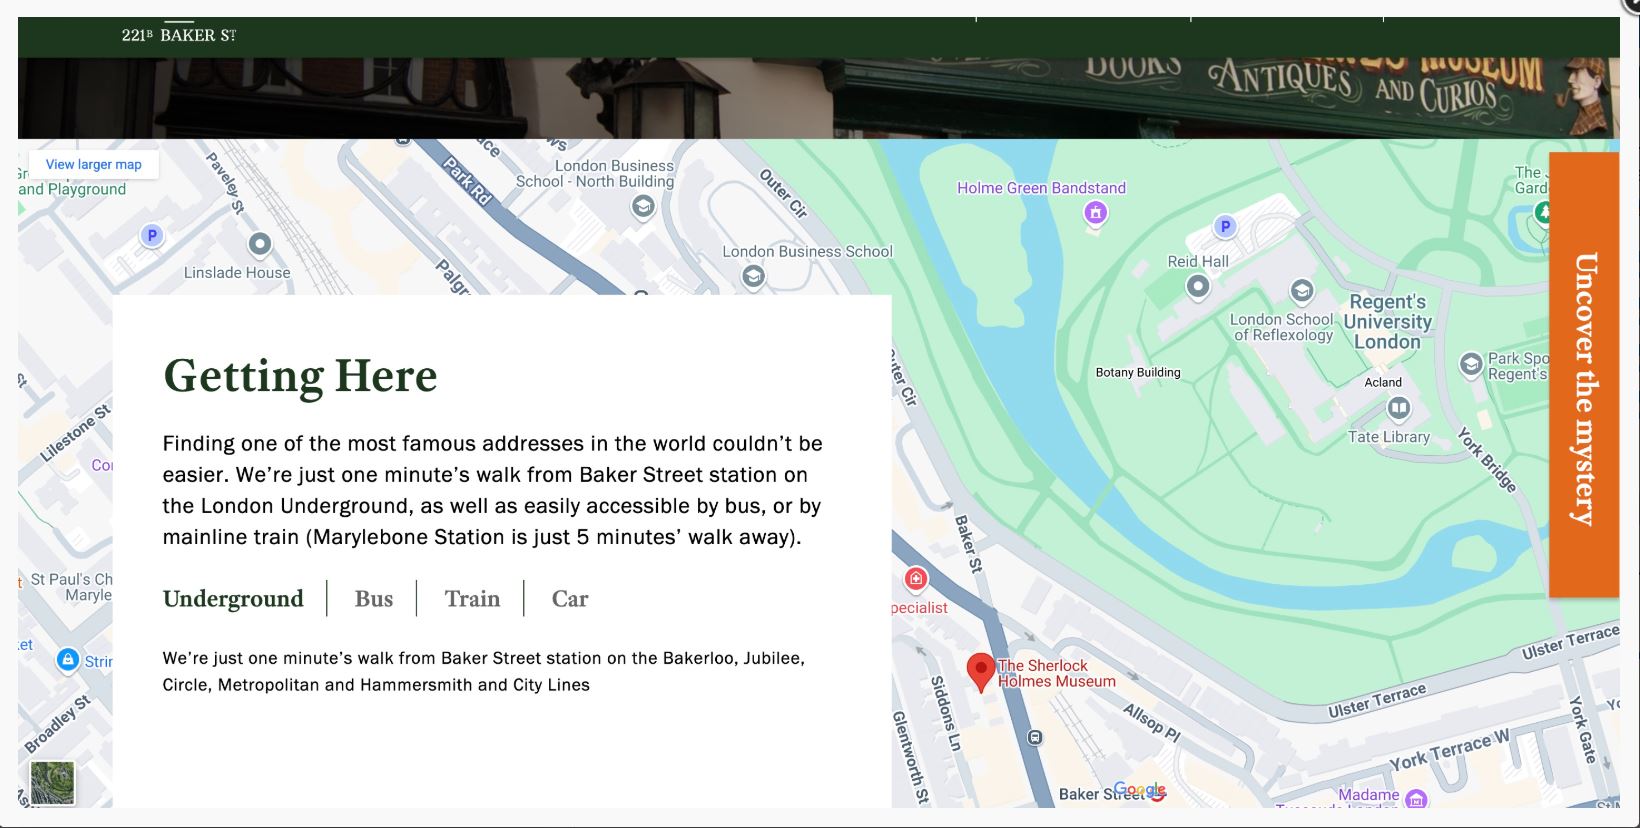 221B BAKER ST
BOOKS
ANTIQUES
AND CURIOS
MUSEUM
View larger map
and Playground
Paveley St
Linslade House
Park Rd
London Business
School - North Building
Outer Cir
London Business School
Holme Green Bandstand
Reid Hall
London School
of Reflexology
Regent's
University
London
Botany Building
Acland
Tate Library
York Bridge
The
Uncover the mystery
Lilestone St
Getting Here
Finding one of the most famous addresses in the world couldn’t be
easier. We’re just one minute’s walk from Baker Street station on
the London Underground, as well as easily accessible by bus, or by
mainline train (Marylebone Station is just 5 minutes’ walk away).
Underground
Bus
Train
Car
We’re just one minute’s walk from Baker Street station on the Bakerloo, Jubilee,
Circle, Metropolitan and Hammersmith and City Lines
St Paul's
Broadley St
Outer Cir
Baker St
The Sherlock
Holmes Museum
Siddons Ln
Glentworth St
Allsop Pl
Ulster Terrace
Ulster Terrace
York Terrace W
York Gate
Baker Street
Google
Madame
P
P